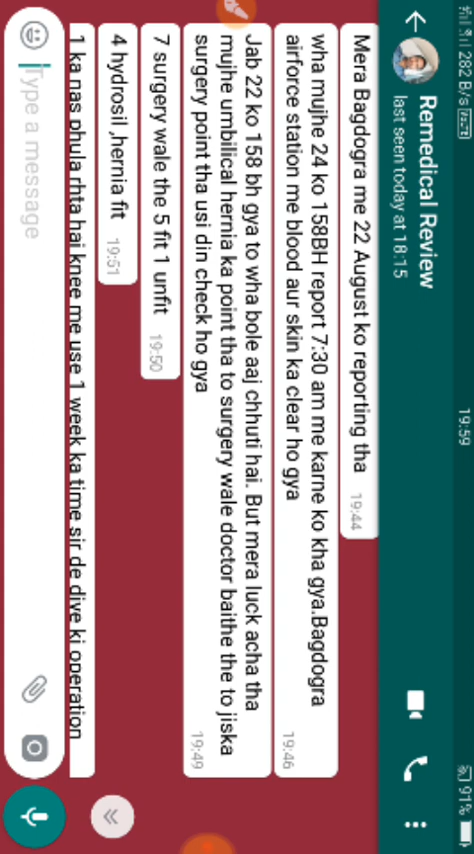 282 B/s VoLTE 19:59 91%
Remedical Review
last seen today at 18:15
Mera Bagdogra me 22 August ko reporting tha 19:44
wha mujhe 24 ko 158BH report 7:30 am me karne ko kha gya.Bagdogra
airforce station me blood aur skin ka clear ho gya 19:46
Jab 22 ko 158 bh gya to wha bole aaj chhuti hai. But mera luck acha tha
mujhe umbilical hernia ka point tha to surgery wale doctor baithe the to jiska
surgery point tha usi din check ho gya 19:49
7 surgery wale the 5 fit 1 unfit 19:50
4 hydrosil ,hernia fit 19:51
1 ka nas phula rhta hai knee me use 1 week ka time sir de diye ki operation
Type a message